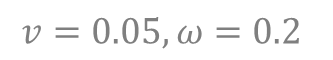 𝑣 = 0.05, 𝜔 = 0.2